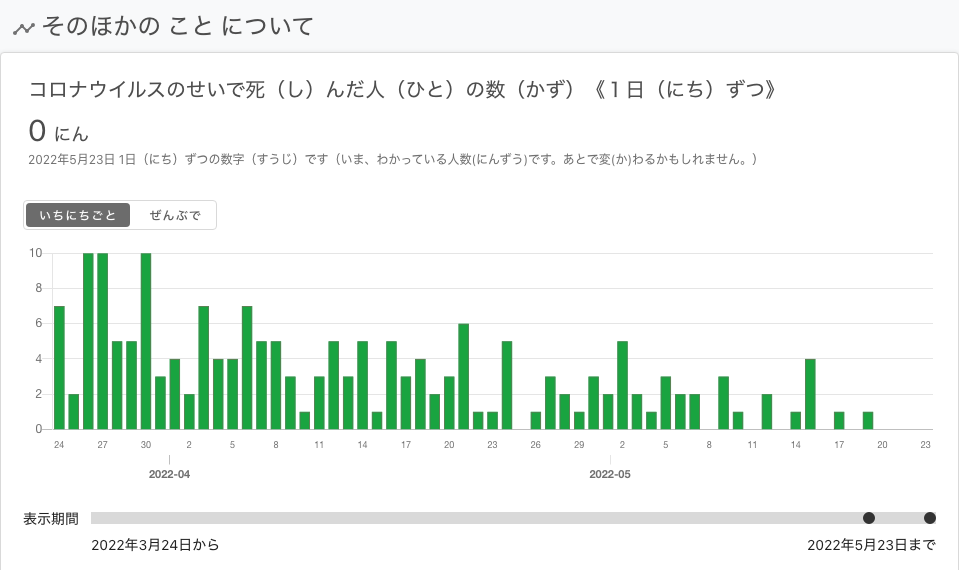 そのほかの こと について
コロナウイルスのせいで死（し）んだ人（ひと）の数（かず）《１日（にち）ずつ》
0 にん
2022年5月23日 1日（にち）ずつの数字（すうじ）です（いま、わかっている人数(にんずう)です。あとで変(か)わるかもしれません。）
いちにちごと ぜんぶで
10
8
6
4
2
0
24 27 30 2 5 8 11 14 17 20 23 26 29 2 5 8 11 14 17 20 23
2022-04 2022-05
表示期間
2022年3月24日から 2022年5月23日まで